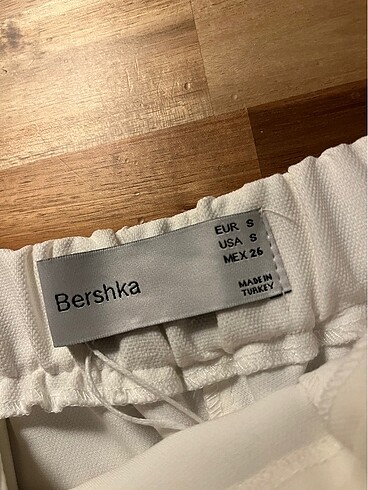 Bershka
EUR S
USA S
MEX 26
MADE IN
TURKEY